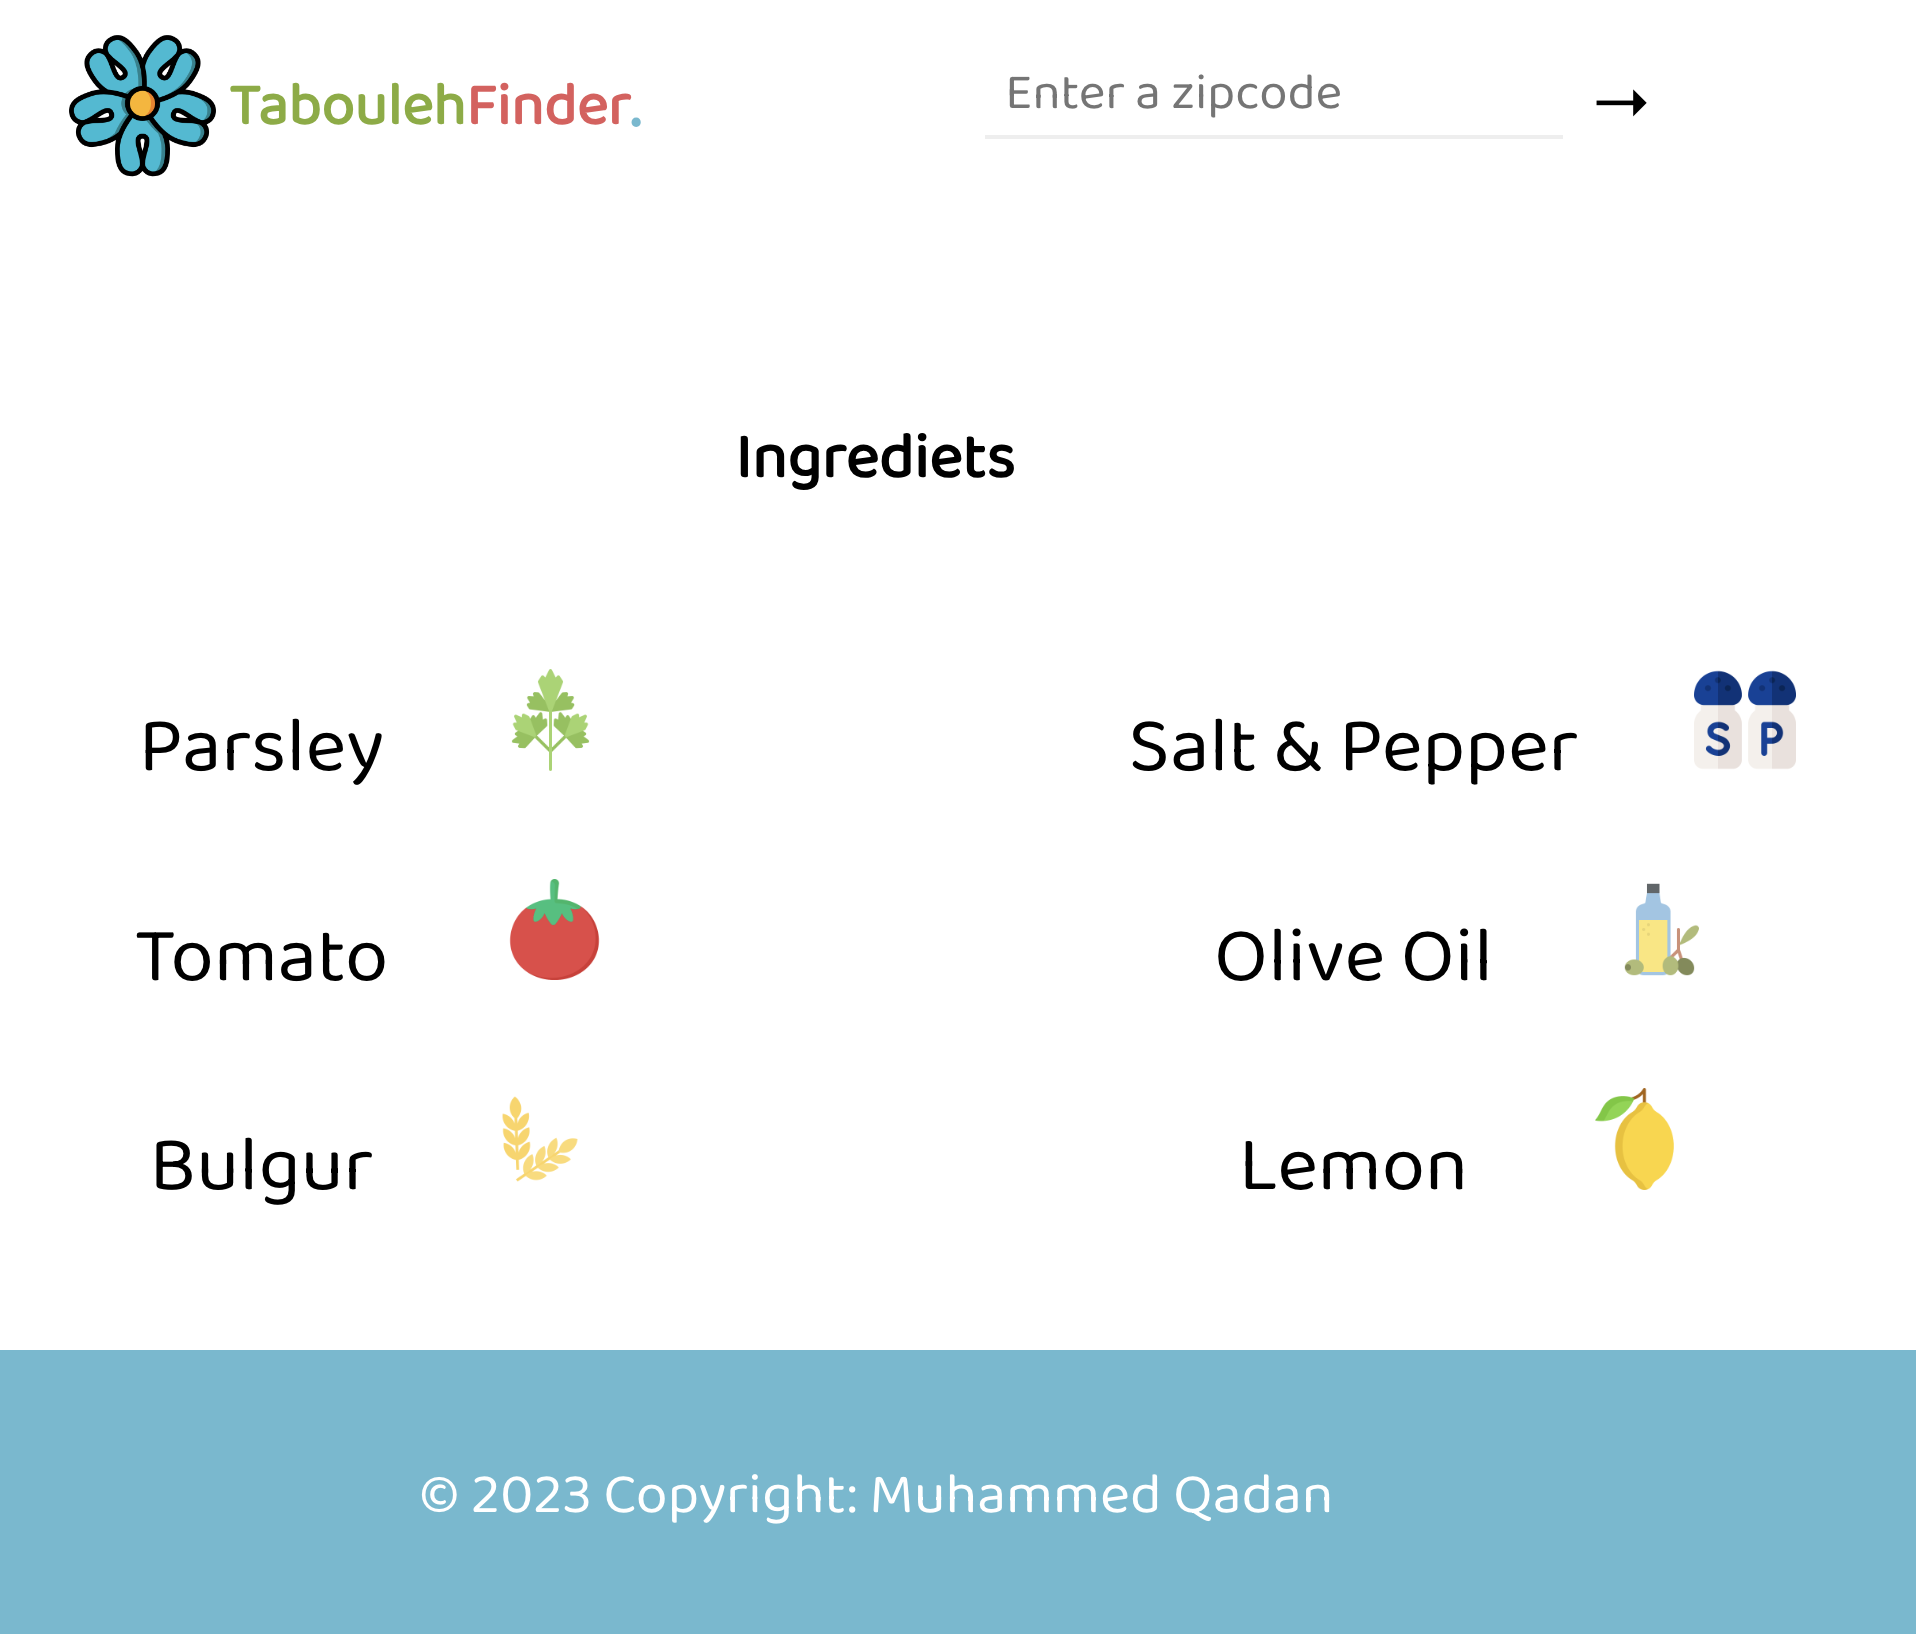 TaboulehFinder.
Enter a zipcode
Ingrediets
Parsley
Salt & Pepper
S P
Tomato
Olive Oil
Bulgur
Lemon
© 2023 Copyright: Muhammed Qadan